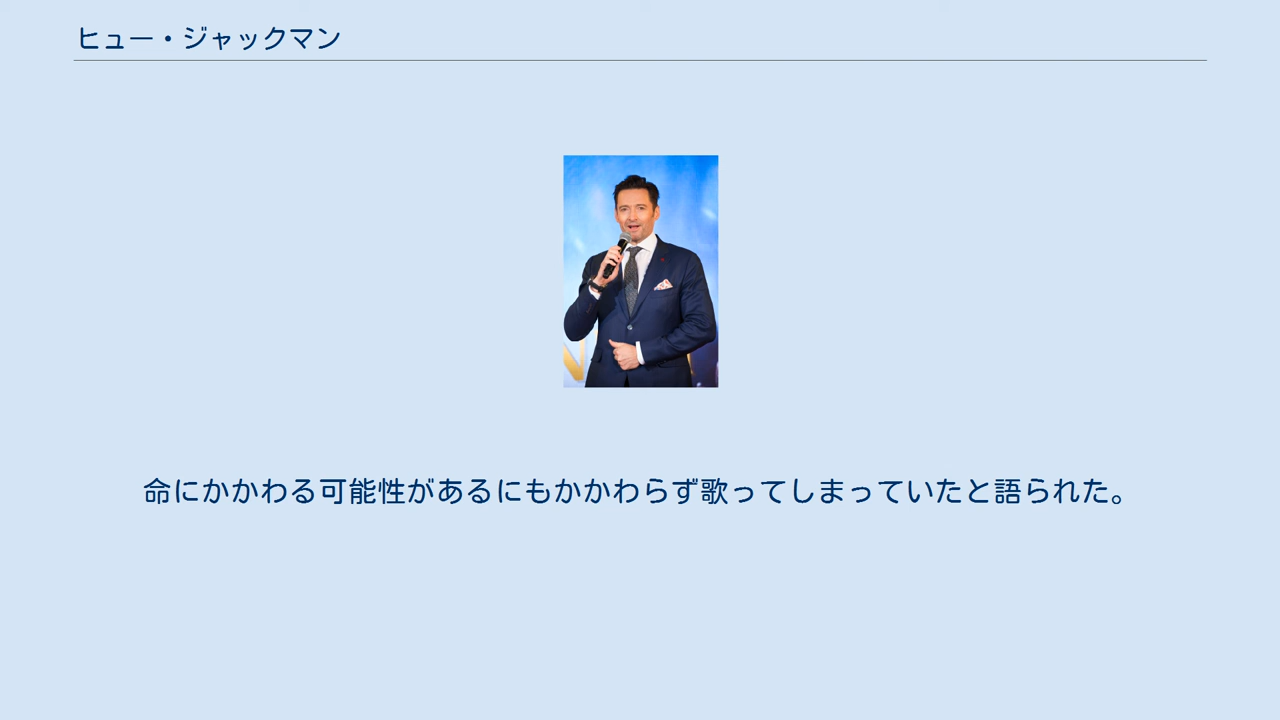 ヒュー・ジャックマン
命にかかわる可能性があるにもかかわらず歌ってしまっていたと語られた。